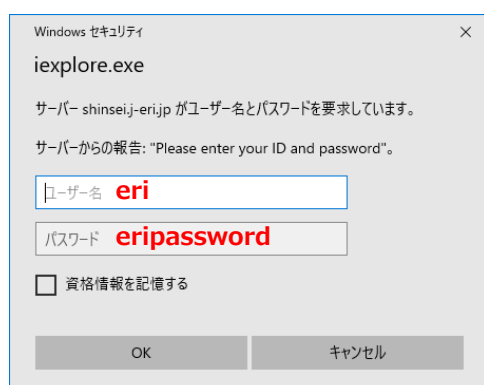 Windows セキュリティ
iexplore.exe
サーバー shinsei.j-eri.jp がユーザー名とパスワードを要求しています。
サーバーからの報告: "Please enter your ID and password"。
ユーザー名 eri
パスワード eripassword
資格情報を記憶する
OK キャンセル